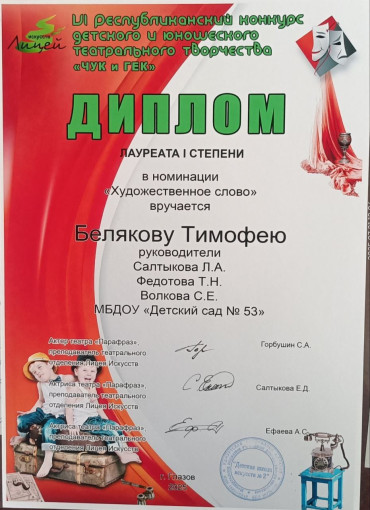 искусств
Лицей
VI Республиканский конкурс
детского и юношеского
театрального творчества
«ЧУК и ГЕК»
ДИПЛОМ
ЛАУРЕАТА I СТЕПЕНИ
в номинации
«Художественное слово»
вручается
Белякову Тимофею
руководители
Салтыкова Л.А.
Федотова Т.Н.
Волкова С.Е.
МБДОУ «Детский сад № 53»
Актер театра «Парафраз»,
преподаватель театрального
отделения Лицея Искусств
Горбушин С.А.
Актриса театра «Парафраз»,
преподаватель театрального
отделения Лицея Искусств
Салтыкова Е.Д.
Актриса театра «Парафраз»,
преподаватель театрального
отделения Лицея Искусств
Ефаева А.С.
г. Глазов